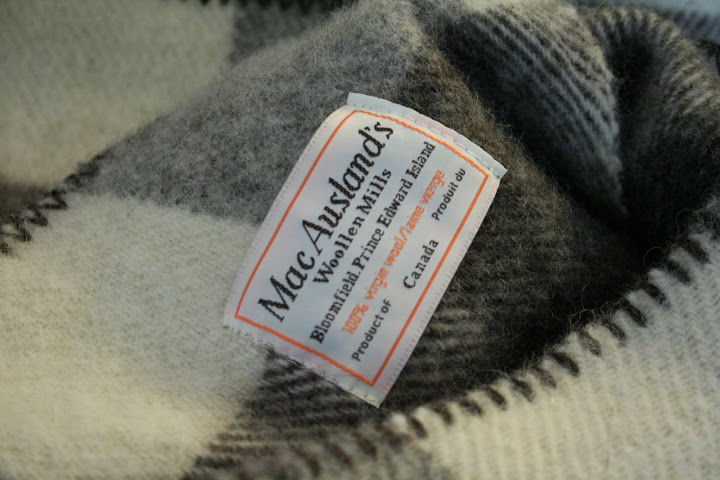 MacAusland's
Woollen Mills
Bloomfield Prince Edward Island
100% virgin wool/laine vierge
Product of Canada Produit du